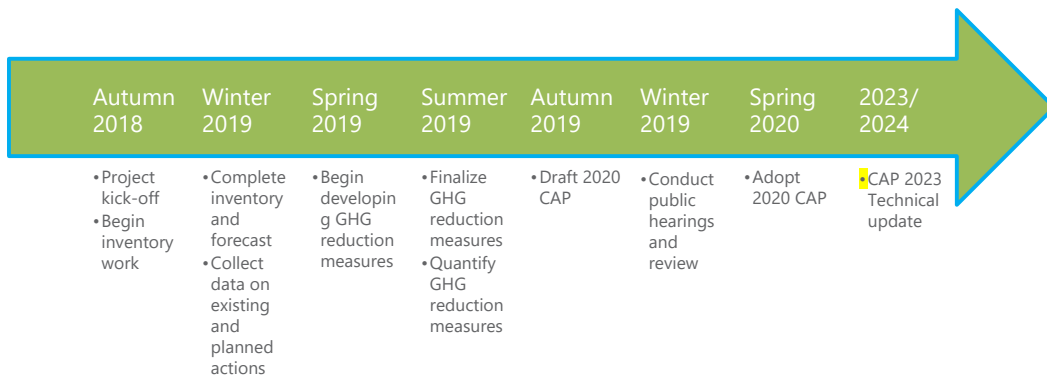 Autumn
2018
Winter
2019
Spring
2019
Summer
2019
Autumn
2019
Winter
2019
Spring
2020
2023/
2024
•Project
kick-off
•Begin
inventory
work
•Complete
inventory
and
forecast
•Collect
data on
existing
and
planned
actions
•Begin
developin
g GHG
reduction
measures
•Finalize
GHG
reduction
measures
•Quantify
GHG
reduction
measures
•Draft 2020
CAP
•Conduct
public
hearings
and
review
•Adopt
2020 CAP
•CAP 2023
Technical
update